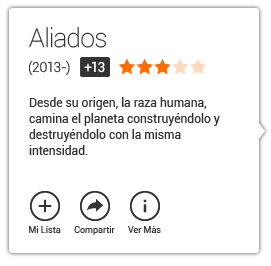 Aliados
(2013-) +13
Desde su origen, la raza humana,
camina el planeta construyéndolo y
destruyéndolo con la misma
intensidad.
Mi Lista Compartir Ver Más